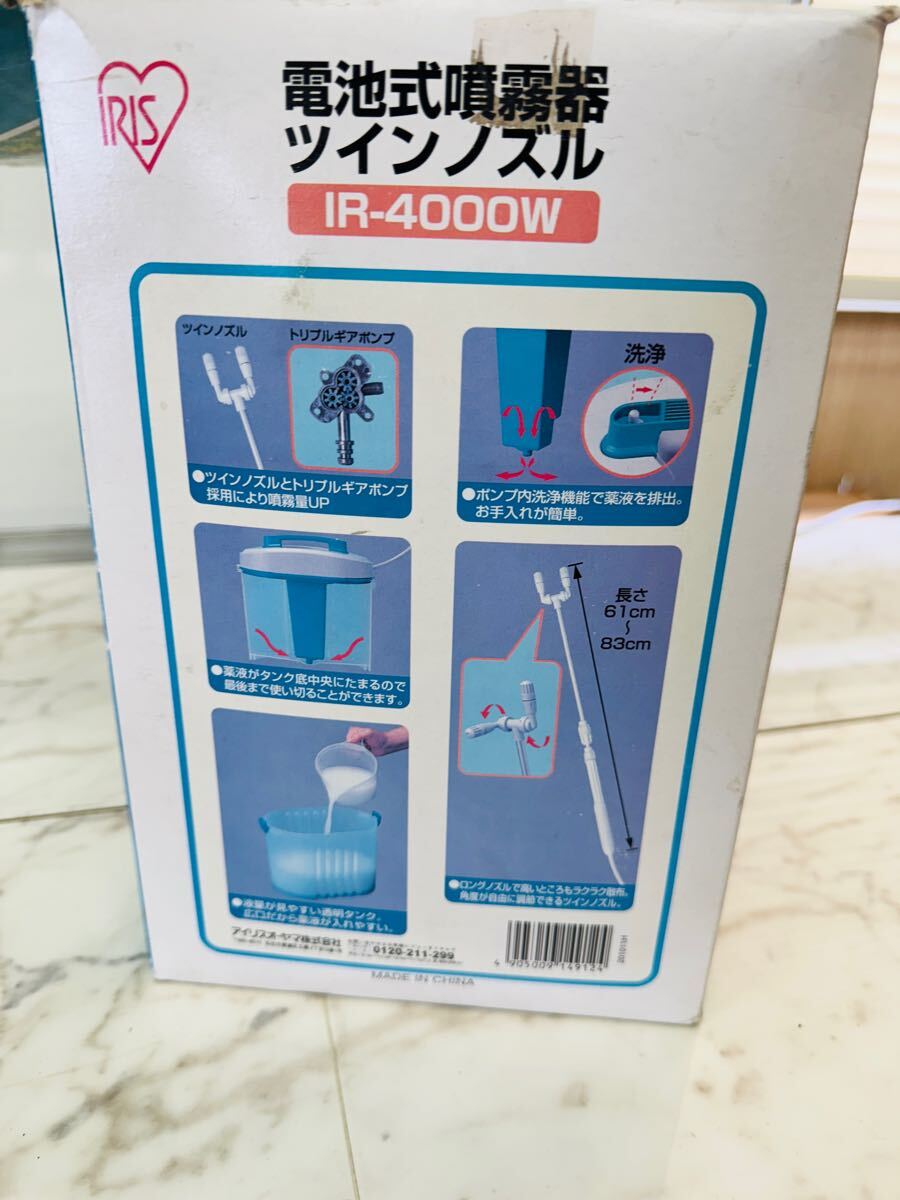 IRIS
電池式噴霧器
ツインノズル
IR-4000W
ツインノズル
トリプルギアポンプ
●ツインノズルとトリプルギアポンプ
採用により噴霧量UP
洗浄
●ポンプ内洗浄機能で薬液を排出。
お手入れが簡単。
●薬液がタンク底中央にたまるので
最後まで使い切ることができます。
長さ
61cm
〜
83cm
●液量が見やすい透明タンク。
広口だから薬液が入れやすい。
●ロングノズルで高いところもラクラク散布。
角度が自由に調節できるツインノズル。
アイリスオーヤマ株式会社
0120-211-299
4 905009 149124
MADE IN CHINA